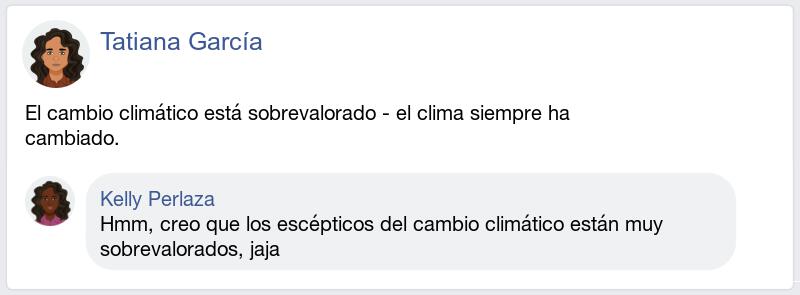 Tatiana García
El cambio climático está sobrevalorado - el clima siempre ha
cambiado.
Kelly Perlaza
Hmm, creo que los escépticos del cambio climático están muy
sobrevalorados, jaja